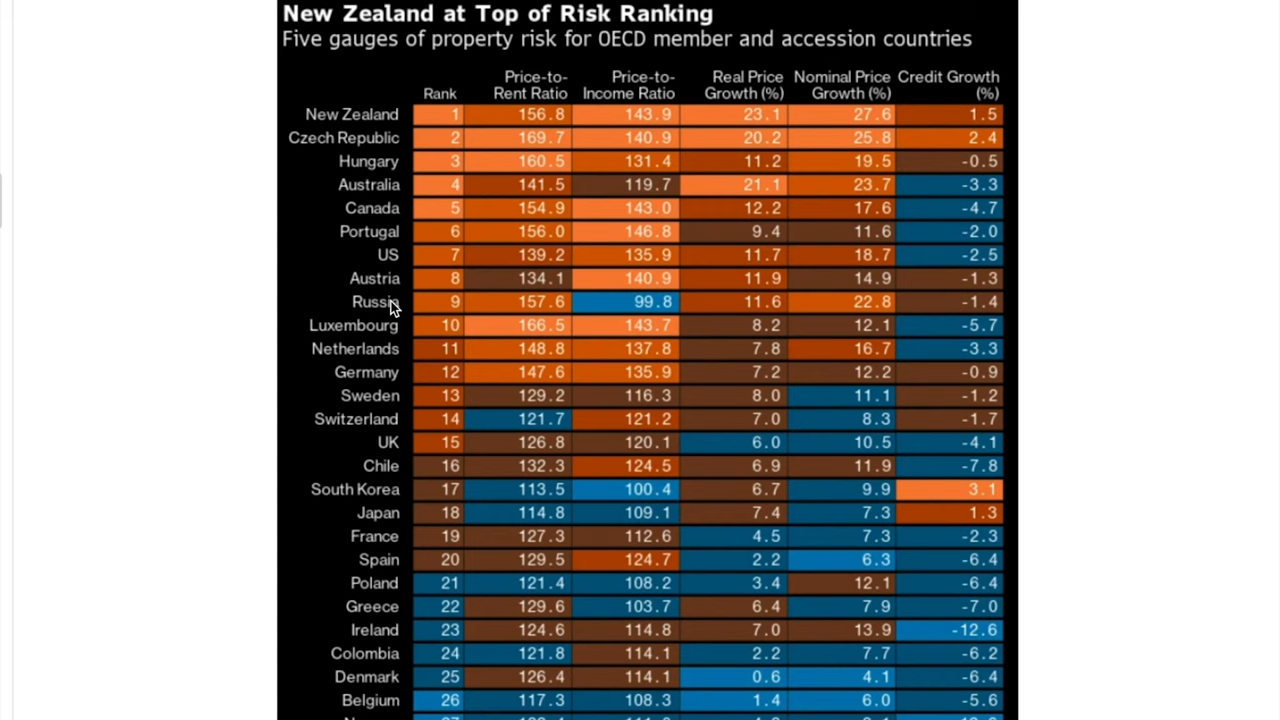 New Zealand at Top of Risk Ranking
Five gauges of property risk for OECD member and accession countries
Rank Price-to-Rent Ratio Price-to-Income Ratio Real Price Growth (%) Nominal Price Growth (%) Credit Growth (%)
New Zealand 1 156.8 143.9 23.1 27.6 1.5
Czech Republic 2 169.7 140.9 20.2 25.8 2.4
Hungary 3 160.5 131.4 11.2 19.5 -0.5
Australia 4 141.5 119.7 21.1 23.7 -3.3
Canada 5 154.9 143.0 12.2 17.6 -4.7
Portugal 6 156.0 146.8 9.4 11.6 -2.0
US 7 139.2 135.9 11.7 18.7 -2.5
Austria 8 134.1 140.9 11.9 14.9 -1.3
Russia 9 157.6 99.8 11.6 22.8 -1.4
Luxembourg 10 166.5 143.7 8.2 12.1 -5.7
Netherlands 11 148.8 137.8 7.8 16.7 -3.3
Germany 12 147.6 135.9 7.2 12.2 -0.9
Sweden 13 129.2 116.3 8.0 11.1 -1.2
Switzerland 14 121.7 121.2 7.0 8.3 -1.7
UK 15 126.8 120.1 6.0 10.5 -4.1
Chile 16 132.3 124.5 6.9 11.9 -7.8
South Korea 17 113.5 100.4 6.7 9.9 3.1
Japan 18 114.8 109.1 7.4 7.3 1.3
France 19 127.3 112.6 4.5 7.3 -2.3
Spain 20 129.5 124.7 2.2 6.3 -6.4
Poland 21 121.4 108.2 3.4 12.1 -6.4
Greece 22 129.6 103.7 6.4 7.9 -7.0
Ireland 23 124.6 114.8 7.0 13.9 -12.6
Colombia 24 121.8 114.1 2.2 7.7 -6.2
Denmark 25 126.4 114.1 0.6 4.1 -6.4
Belgium 26 117.3 108.3 1.4 6.0 -5.6